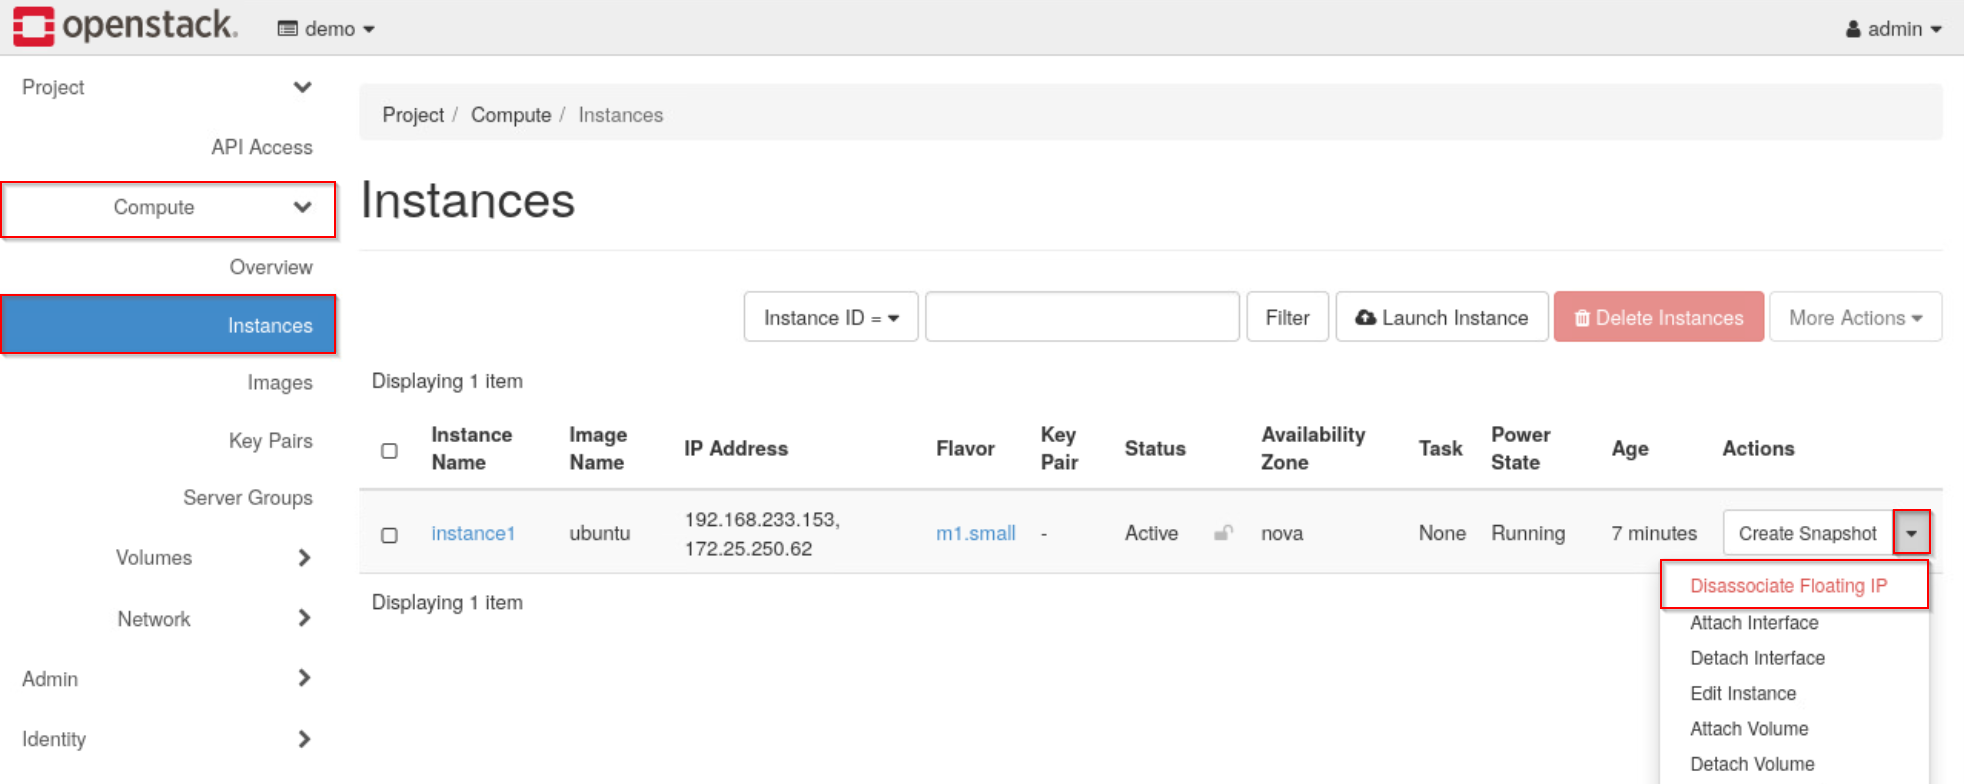 openstack. demo admin
Project
API Access
Compute
Overview
Instances
Images
Key Pairs
Server Groups
Volumes
Network
Admin
Identity
Project / Compute / Instances
Instances
Instance ID = Filter Launch Instance Delete Instances More Actions
Displaying 1 item
Instance Name Image Name IP Address Flavor Key Pair Status Availability Zone Task Power State Age Actions
instance1 ubuntu 192.168.233.153, 172.25.250.62 m1.small - Active nova None Running 7 minutes Create Snapshot
Displaying 1 item
Disassociate Floating IP
Attach Interface
Detach Interface
Edit Instance
Attach Volume
Detach Volume